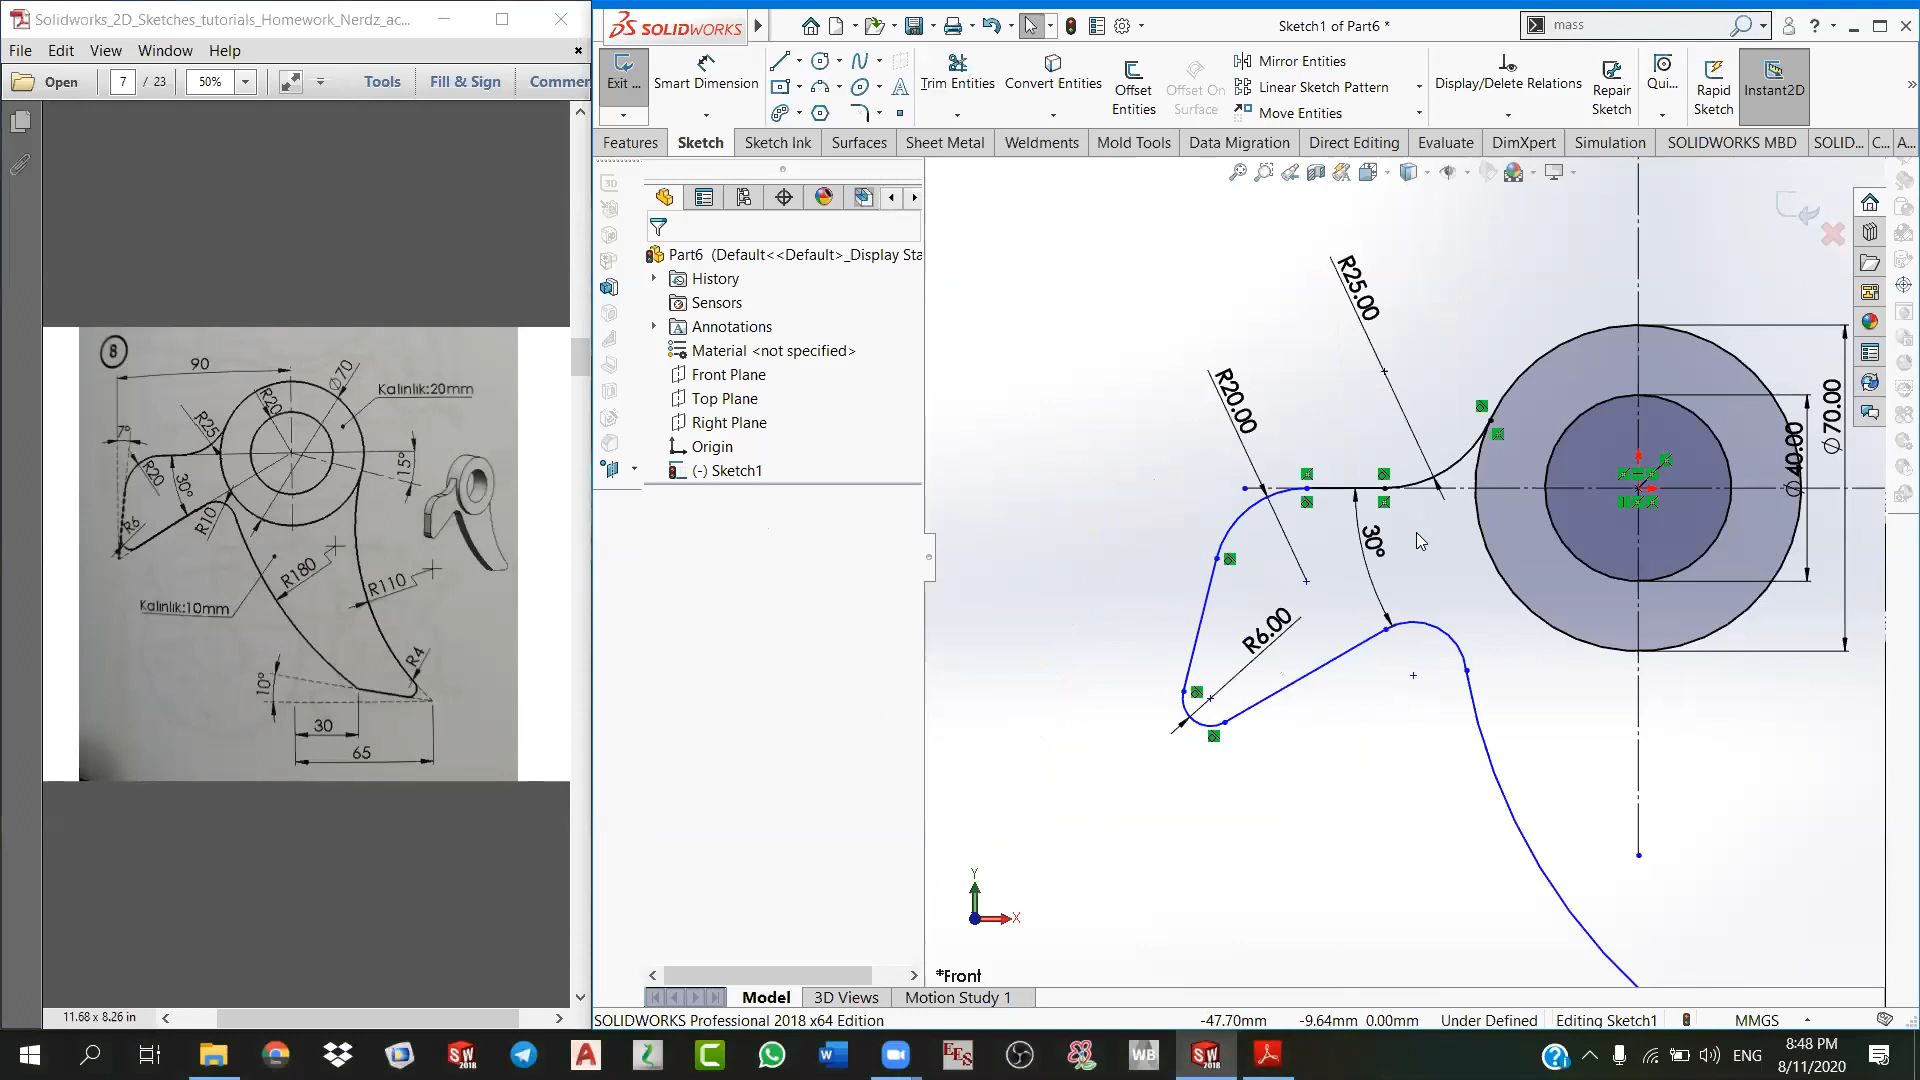 Solidworks_2D_Sketches_tutorials_Homework_Nerdz_ac...
File Edit View Window Help
Open 7 / 23 50% Tools Fill & Sign Commer
8
90
Ø70
Kalınlık:20mm
R20
R25
7°
R20
30°
15°
R6
R10
R180
R110
Kalınlık:10mm
R4
10°
30
65
11.68 x 8.26 in
SOLIDWORKS
Sketch1 of Part6 *
mass
Exit ...
Smart Dimension
Trim Entities
Convert Entities
Offset Entities
Offset On Surface
Mirror Entities
Linear Sketch Pattern
Move Entities
Display/Delete Relations
Repair Sketch
Qui...
Rapid Sketch
Instant2D
Features Sketch Sketch Ink Surfaces Sheet Metal Weldments Mold Tools Data Migration Direct Editing Evaluate DimXpert Simulation SOLIDWORKS MBD SOLID... C... A...
Part6 (Default<<Default>_Display Sta
History
Sensors
Annotations
Material <not specified>
Front Plane
Top Plane
Right Plane
Origin
(-) Sketch1
R25.00
R20.00
30°
R6.00
Ø40.00
Ø70.00
Y
X
*Front
Model 3D Views Motion Study 1
SOLIDWORKS Professional 2018 x64 Edition
-47.70mm -9.64mm 0.00mm Under Defined Editing Sketch1 MMGS
ENG
8:48 PM
8/11/2020